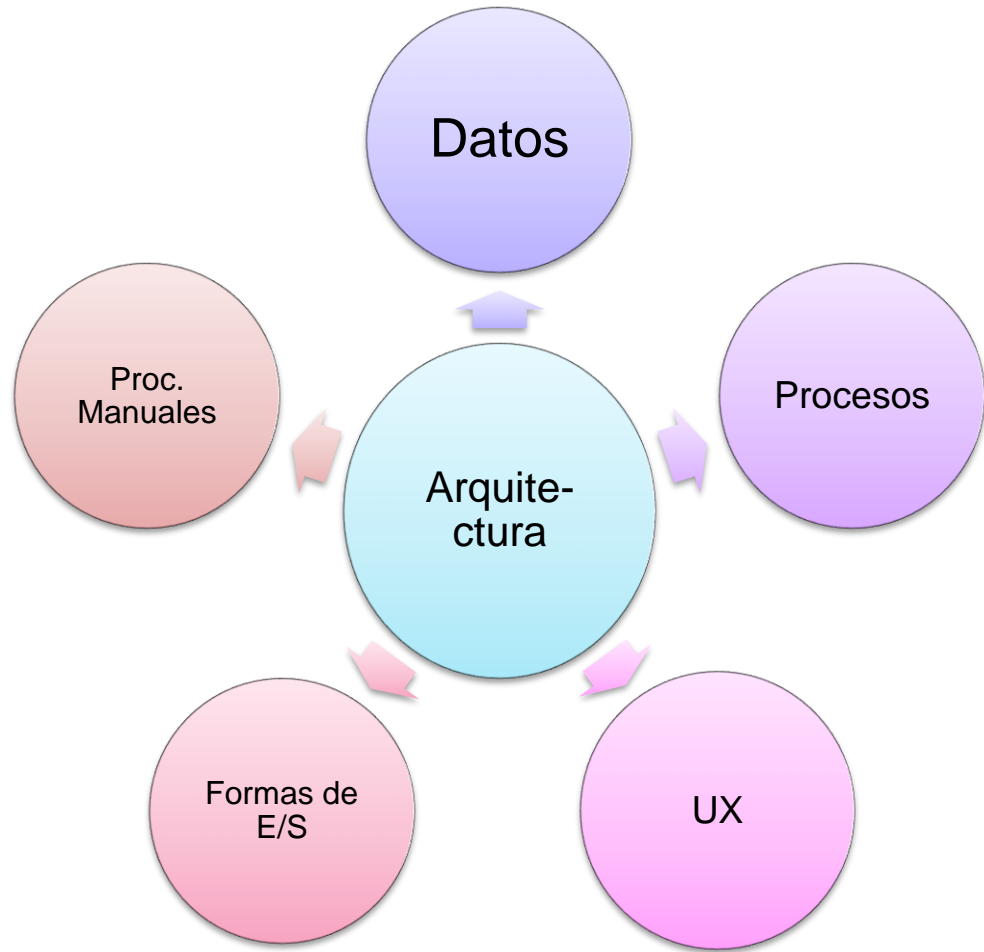 Datos
Proc.
Manuales
Procesos
Arquite-
ctura
Formas de
E/S
UX